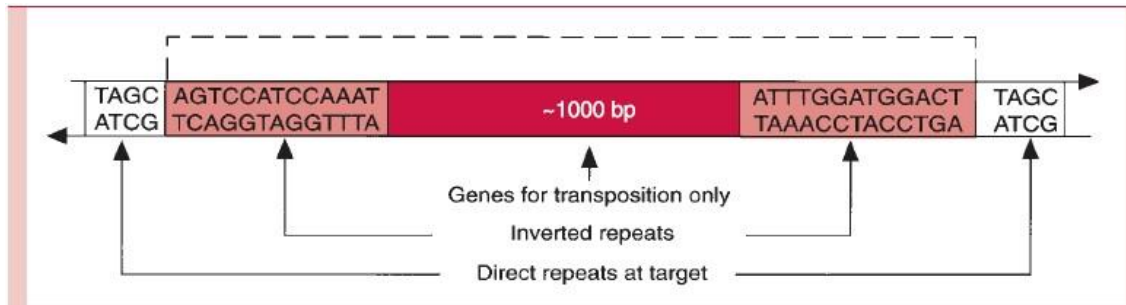 TAGC AGTCCATCCAAAT ATTTGGATGGACT TAGC
~1000 bp
ATCG TCAGGTAGGTTTA TAAACCTACCTGA ATCG
Genes for transposition only
Inverted repeats
Direct repeats at target